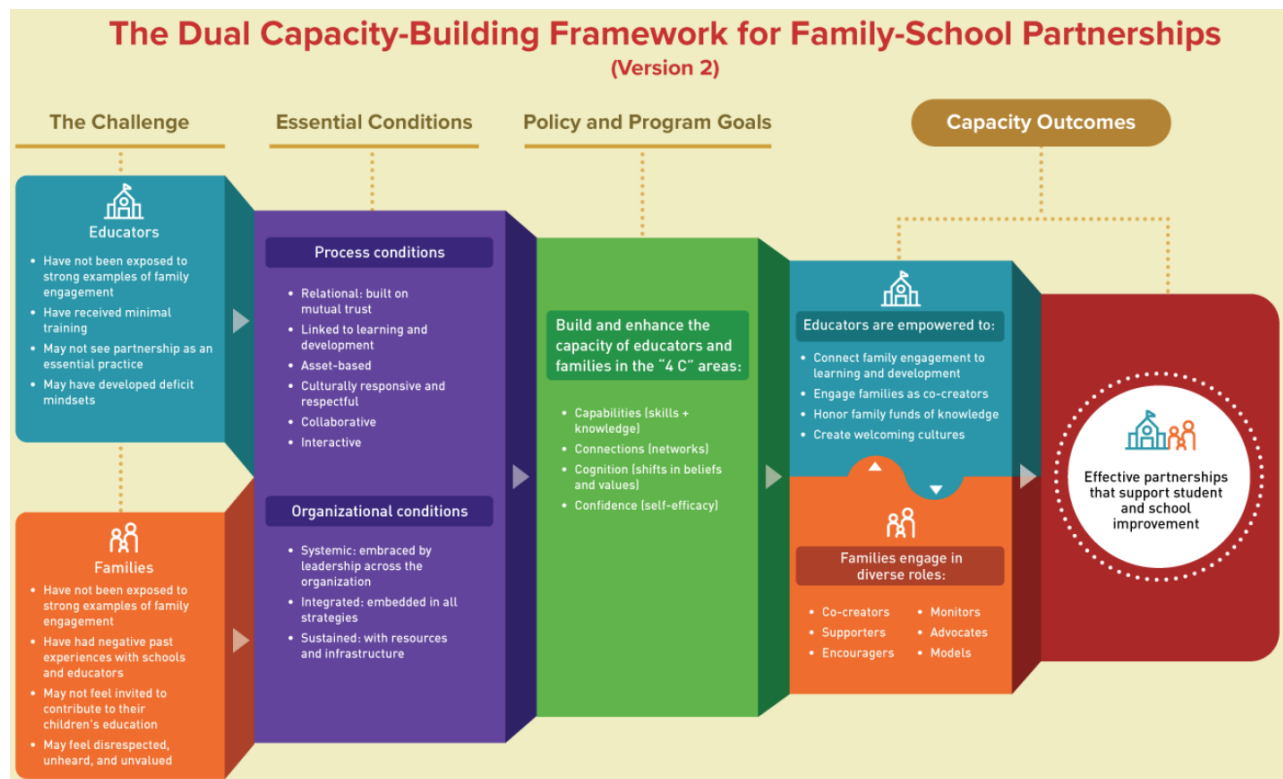 The Dual Capacity-Building Framework for Family-School Partnerships
(Version 2)
The Challenge
Essential Conditions
Policy and Program Goals
Capacity Outcomes
Educators
• Have not been exposed to
strong examples of family
engagement
• Have received minimal
training
• May not see partnership as an
essential practice
• May have developed deficit
mindsets
Families
• Have not been exposed to
strong examples of family
engagement
• Have had negative past
experiences with schools
and educators
• May not feel invited to
contribute to their
children's education
• May feel disrespected,
unheard, and unvalued
Process conditions
• Relational: built on
mutual trust
• Linked to learning and
development
• Asset-based
• Culturally responsive and
respectful
• Collaborative
• Interactive
Organizational conditions
• Systemic: embraced by
leadership across the
organization
• Integrated: embedded in all
strategies
• Sustained: with resources
and infrastructure
Build and enhance the
capacity of educators and
families in the "4 C" areas:
• Capabilities (skills +
knowledge)
• Connections (networks)
• Cognition (shifts in beliefs
and values)
• Confidence (self-efficacy)
Educators are empowered to:
• Connect family engagement to
learning and development
• Engage families as co-creators
• Honor family funds of knowledge
• Create welcoming cultures
Families engage in
diverse roles:
• Co-creators
• Supporters
• Encouragers
• Monitors
• Advocates
• Models
Effective partnerships
that support student
and school
improvement